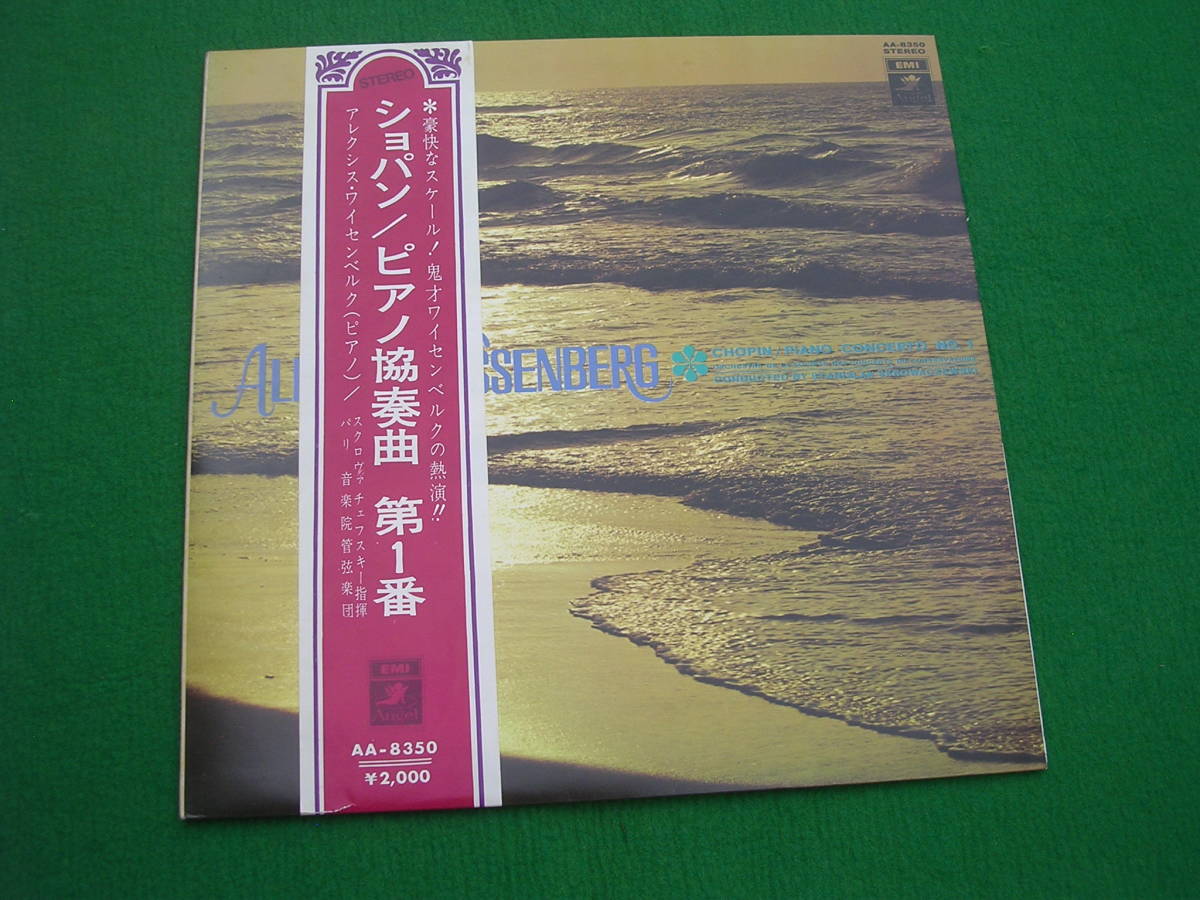 STEREO
*豪快なスケール!鬼才ワイセンベルクの熱演!!
ショパン/ピアノ協奏曲 第1番
アレクシス・ワイセンベルク(ピアノ)/
スクロヴァチェフスキー指揮
パリ音楽院管弦楽団
EMI
Angel
AA-8350
¥2,000
AA-8350
STEREO
EMI
Angel
AL
SSENBERG
CHOPIN/PIANO CONCERTO NO. 1
CONDUCTED BY STANISLAW SKROWACZEWSKI